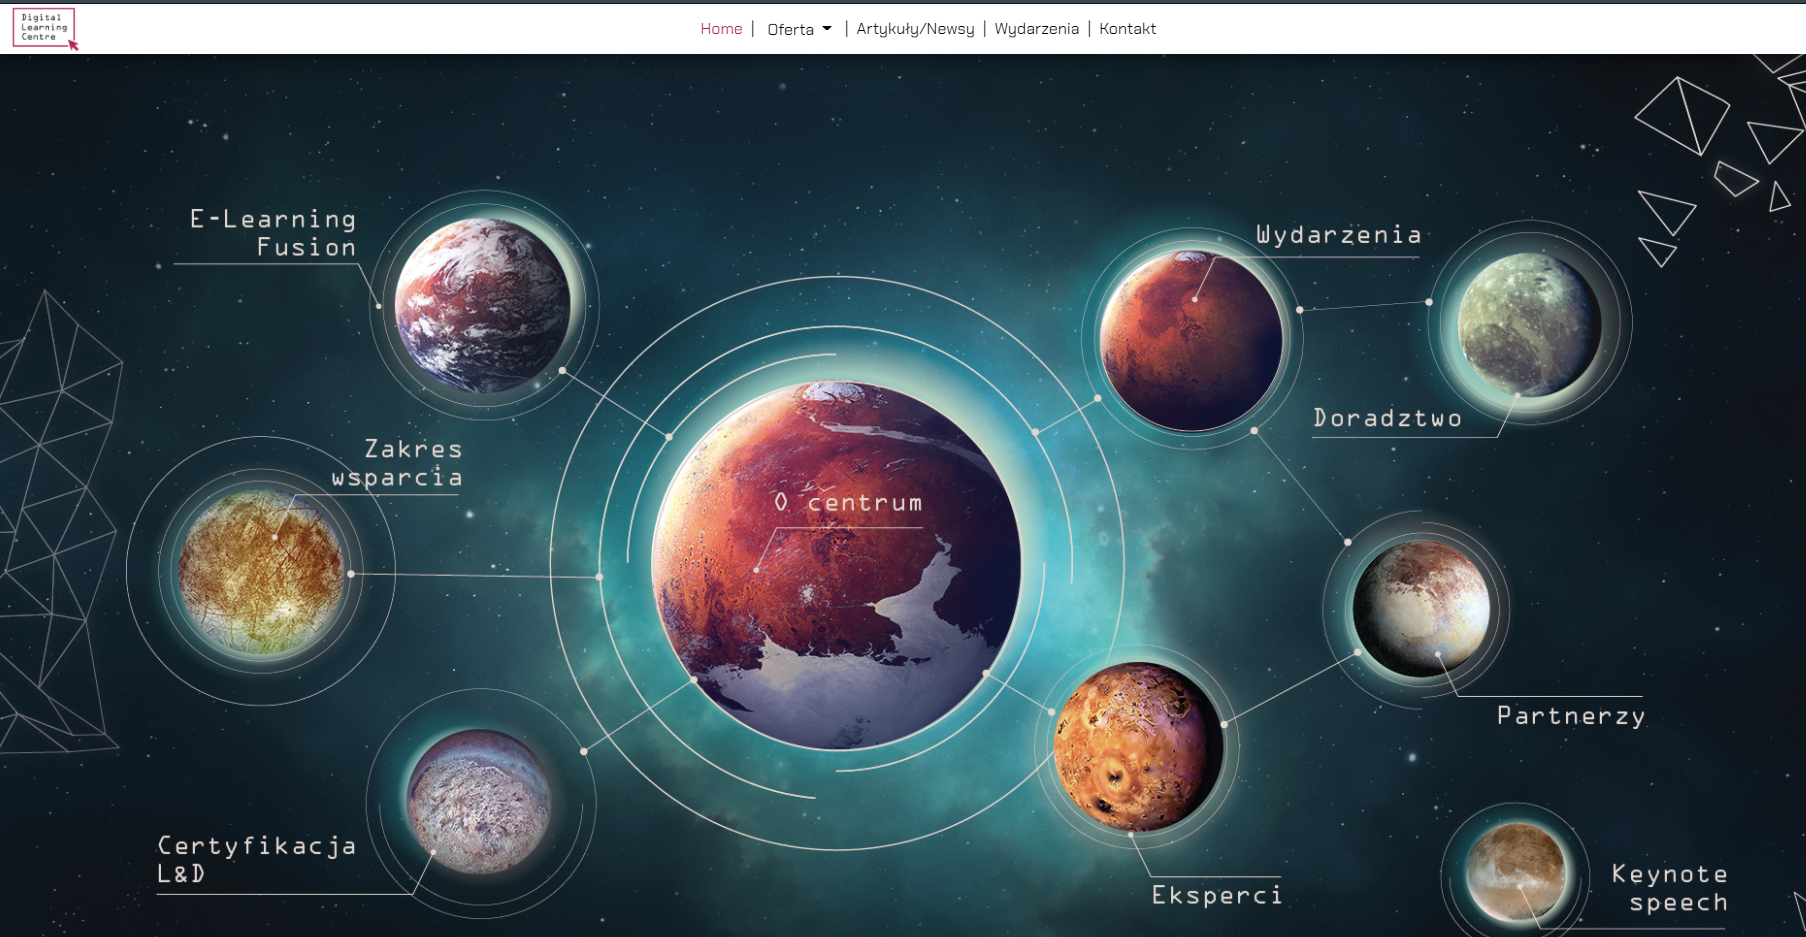 Digital
Learning
Centre
Home | Oferta | Artykuły/Newsy | Wydarzenia | Kontakt
E-Learning
Fusion
Wydarzenia
Doradztwo
Zakres
wsparcia
O centrum
Partnerzy
Certyfikacja
L&D
Eksperci
Keynote
speech